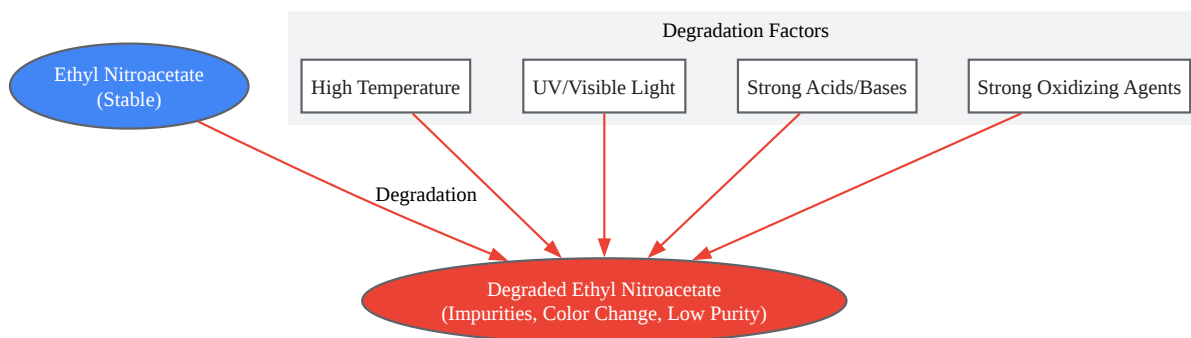 Degradation Factors
Ethyl Nitroacetate
(Stable)
High Temperature
UV/Visible Light
Strong Acids/Bases
Strong Oxidizing Agents
Degradation
Degraded Ethyl Nitroacetate
(Impurities, Color Change, Low Purity)